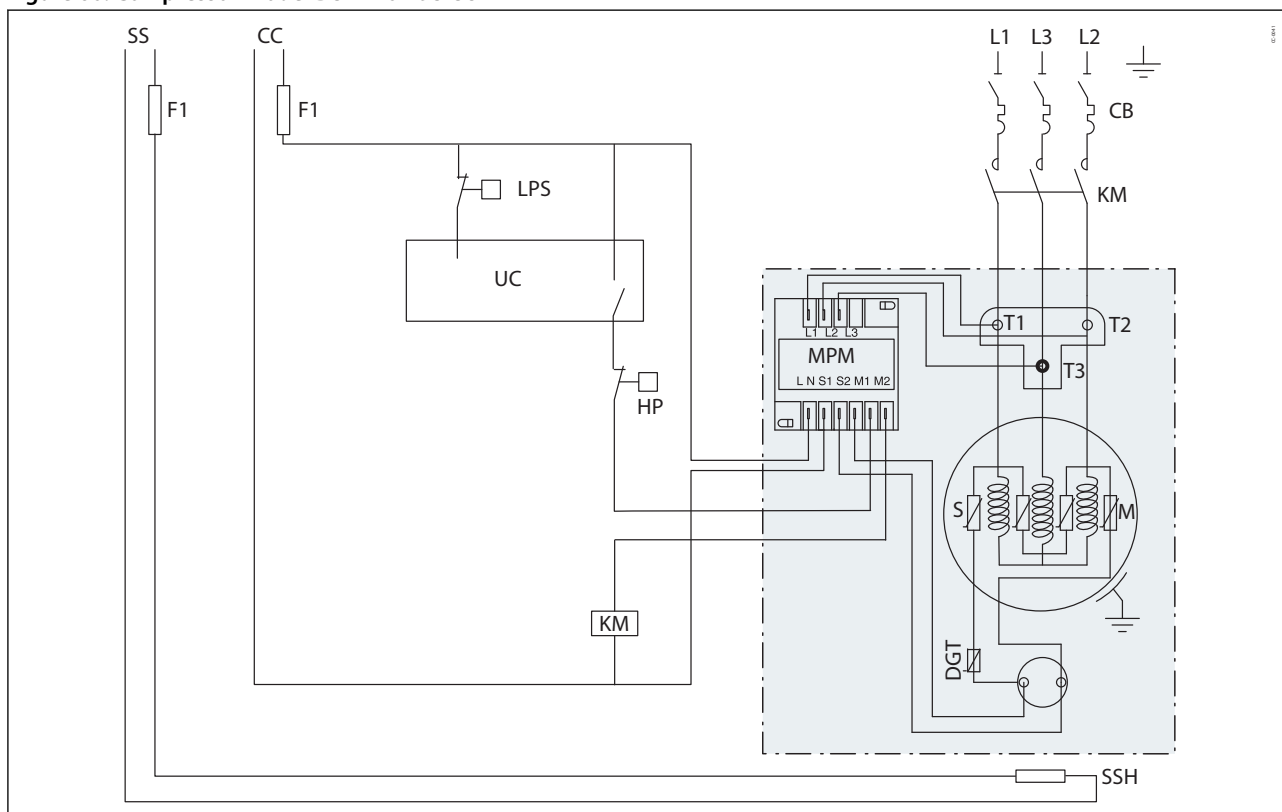 SS
CC
L1 L3 L2
F1
F1
CB
LPS
KM
UC
T1
T2
L1 L2 L3
MPM
T3
L N S1 S2 M1 M2
HP
S
M
KM
DGT
SSH